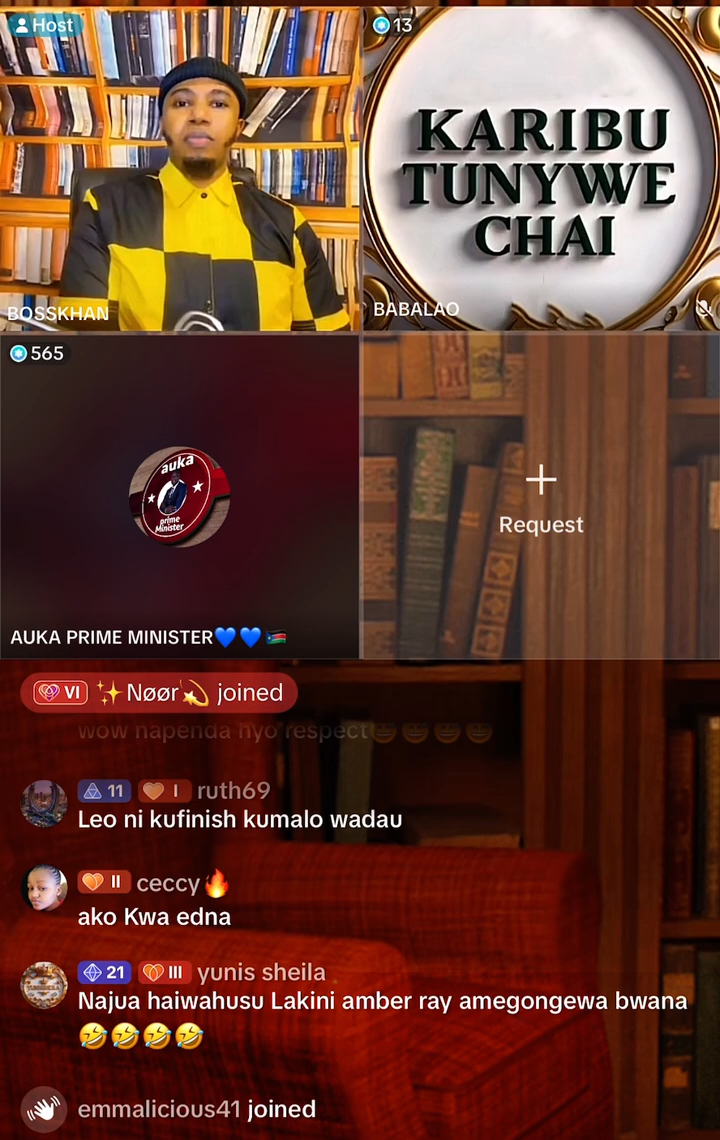 Host
BOSSKHAN
13
KARIBU
TUNYWE
CHAI
BABALAO
565
auka
prime
Minister
AUKA PRIME MINISTER💙💙🇸🇸
Request
VI ✨Nøør💫 joined
wow napenda hyo respect😄😄😄😄
11 I ruth69
Leo ni kufinish kumalo wadau
II ceccy🔥
ako Kwa edna
21 III yunis sheila
Najua haiwahusu Lakini amber ray amegongewa bwana
🤣🤣🤣🤣
emmalicious41 joined